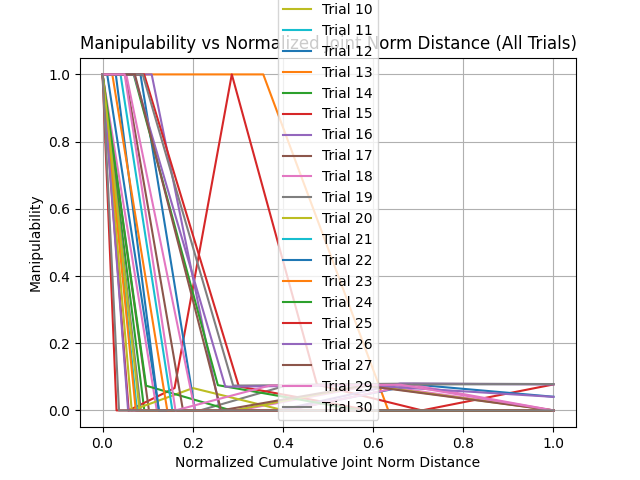 Manipulability vs Normalized Joint Norm Distance (All Trials)
Trial 10
Trial 11
Trial 12
Trial 13
Trial 14
Trial 15
Trial 16
Trial 17
Trial 18
Trial 19
Trial 20
Trial 21
Trial 22
Trial 23
Trial 24
Trial 25
Trial 26
Trial 27
Trial 29
Trial 30
Manipulability
1.0
0.8
0.6
0.4
0.2
0.0
0.0 0.2 0.4 0.6 0.8 1.0
Normalized Cumulative Joint Norm Distance